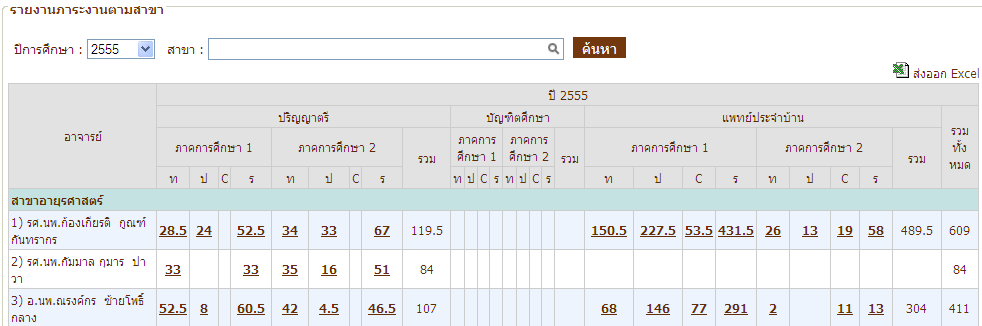 รายงานภาระงานตามสาขา
ปีการศึกษา : 2555 สาขา : ค้นหา
ส่งออก Excel
อาจารย์ ปี 2555
ปริญญาตรี บัณฑิตศึกษา แพทย์ประจำบ้าน รวมทั้งหมด
ภาคการศึกษา 1 ภาคการศึกษา 2 รวม ภาคการศึกษา 1 ภาคการศึกษา 2 รวม ภาคการศึกษา 1 ภาคการศึกษา 2 รวม
ท ป C ร ท ป C ร ท ป C ร ท ป C ร ท ป C ร ท ป C ร
สาขาอายุรศาสตร์
1) รศ.นพ.ก้องเกียรติ กูณฑ์กันทรากร 28.5 24 52.5 34 33 67 119.5 150.5 227.5 53.5 431.5 26 13 19 58 489.5 609
2) รศ.นพ.กัมมาล กุมาร ปาวา 33 33 35 16 51 84 84
3) อ.นพ.ณรงค์กร ซ้ายโพธิ์กลาง 52.5 8 60.5 42 4.5 46.5 107 68 146 77 291 2 11 13 304 411